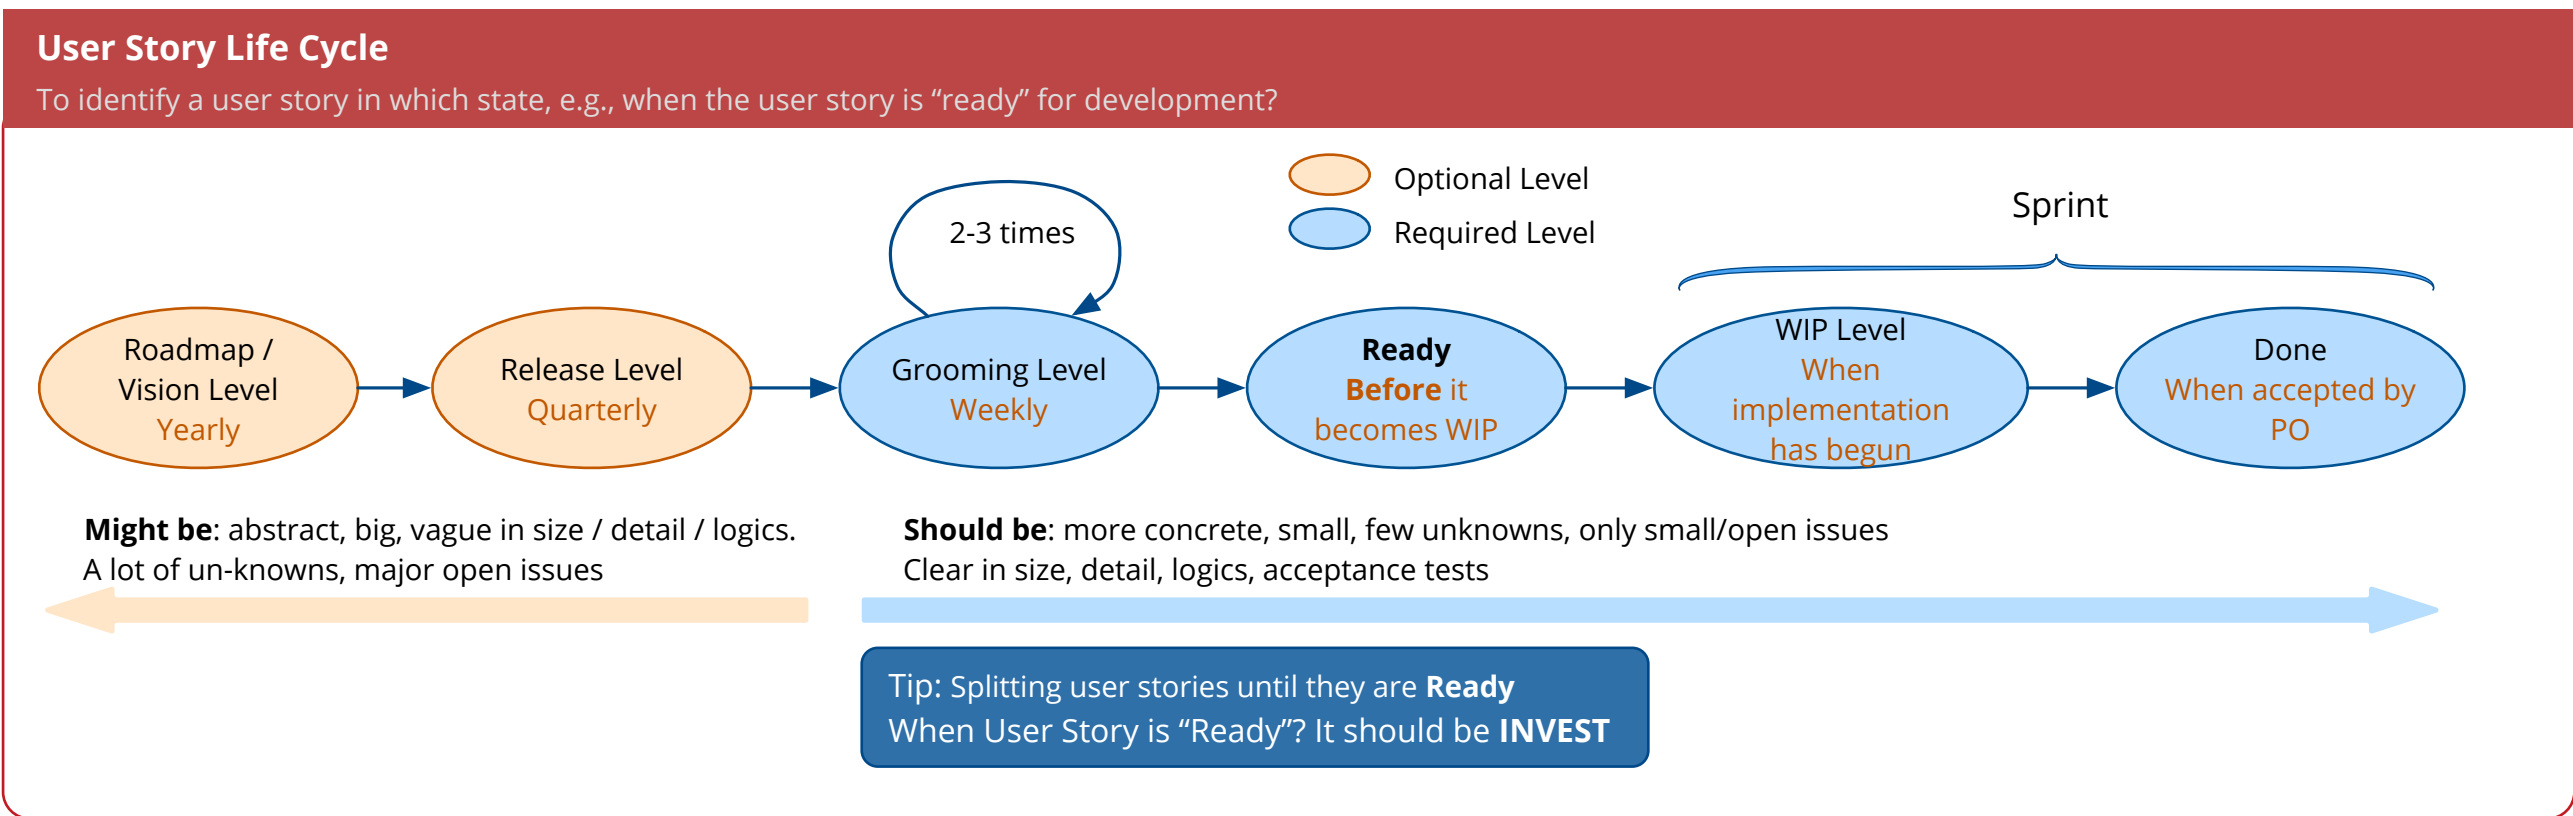 User Story Life Cycle
To identify a user story in which state, e.g., when the user story is “ready” for development?
Optional Level
Required Level
Sprint
2-3 times
Roadmap /
Vision Level
Yearly
Release Level
Quarterly
Grooming Level
Weekly
Ready
Before it
becomes WIP
WIP Level
When
implementation
has begun
Done
When accepted by
PO
Might be: abstract, big, vague in size / detail / logics.
A lot of un-knowns, major open issues
Should be: more concrete, small, few unknowns, only small/open issues
Clear in size, detail, logics, acceptance tests
Tip: Splitting user stories until they are Ready
When User Story is “Ready”? It should be INVEST